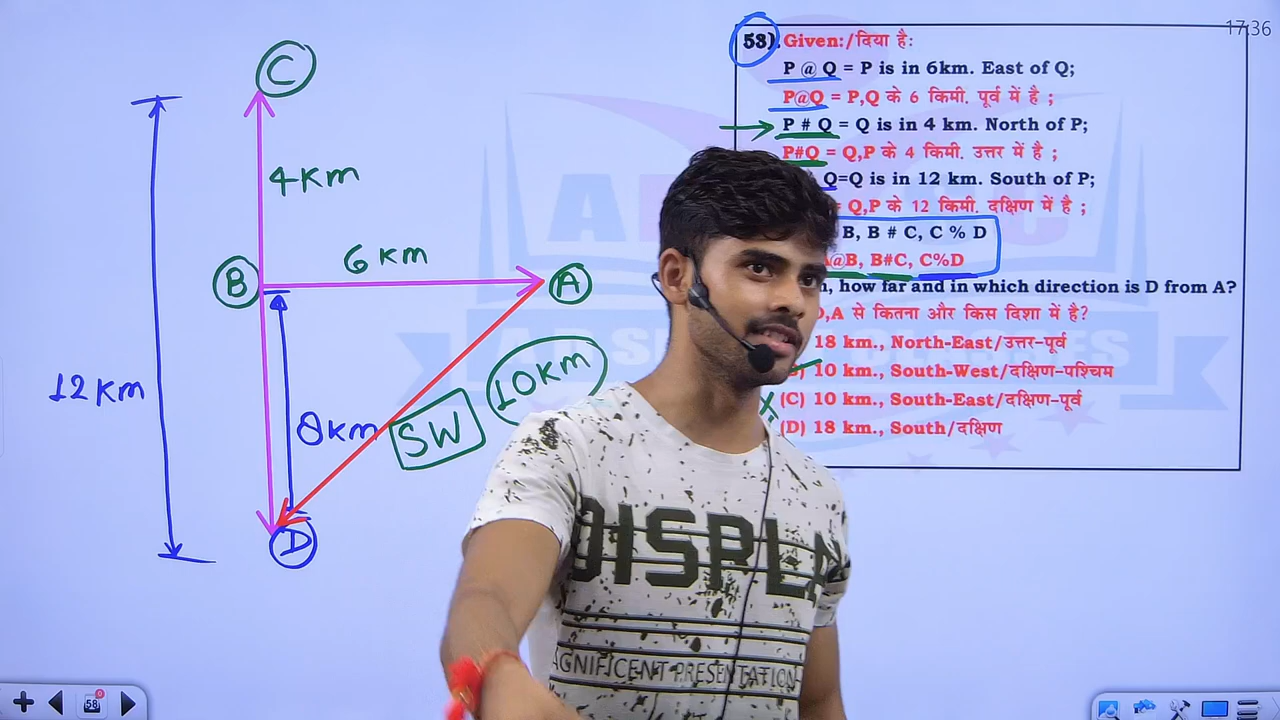 17:36
53). Given:/दिया है:
P @ Q = P is in 6km. East of Q;
P@Q = P,Q के 6 किमी. पूर्व में है ;
P # Q = Q is in 4 km. North of P;
P#Q = Q,P के 4 किमी. उत्तर में है ;
Q=Q is in 12 km. South of P;
= Q,P के 12 किमी. दक्षिण में है ;
B, B # C, C % D
@B, B#C, C%D
, how far and in which direction is D from A?
D,A से कितना और किस दिशा में है?
18 km., North-East/उत्तर-पूर्व
10 km., South-West/दक्षिण-पश्चिम
(C) 10 km., South-East/दक्षिण-पूर्व
(D) 18 km., South/दक्षिण
C
4 km
6 km
B
A
12 km
8 km
SW
10 km
D
DISPLA
AGNIFICENT PRESENTATION
58